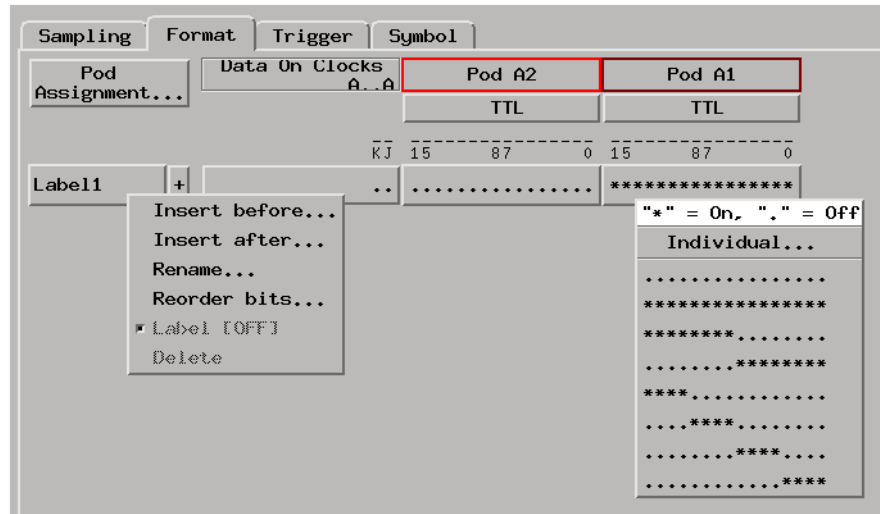 Sampling Format Trigger Symbol
Pod Assignment... Data On Clocks A..A Pod A2 Pod A1
TTL TTL
KJ 15 87 0 15 87 0
Label1 + .. ................ ****************
Insert before...
Insert after...
Rename...
Reorder bits...
Label [OFF]
Delete
"*" = On, "." = Off
Individual...
................
****************
********........
........********
****............
....****........
........****....
............****